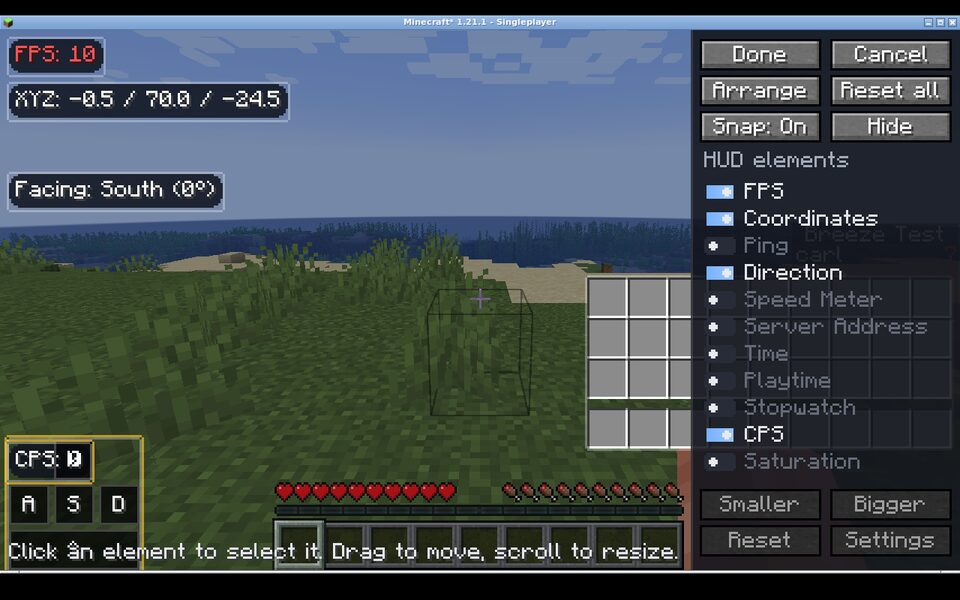 Minecraft* 1.21.1 - Singleplayer
FPS: 10
XYZ: -0.5 / 70.0 / -24.5
Facing: South (0°)
CPS: 0
A S D
Click an element to select it. Drag to move, scroll to resize.
Done
Cancel
Arrange
Reset all
Snap: On
Hide
HUD elements
FPS
Coordinates
Ping
Breeze Test
Direction
Speed Meter
Server Address
Time
Playtime
Stopwatch
CPS
Saturation
Smaller
Bigger
Reset
Settings